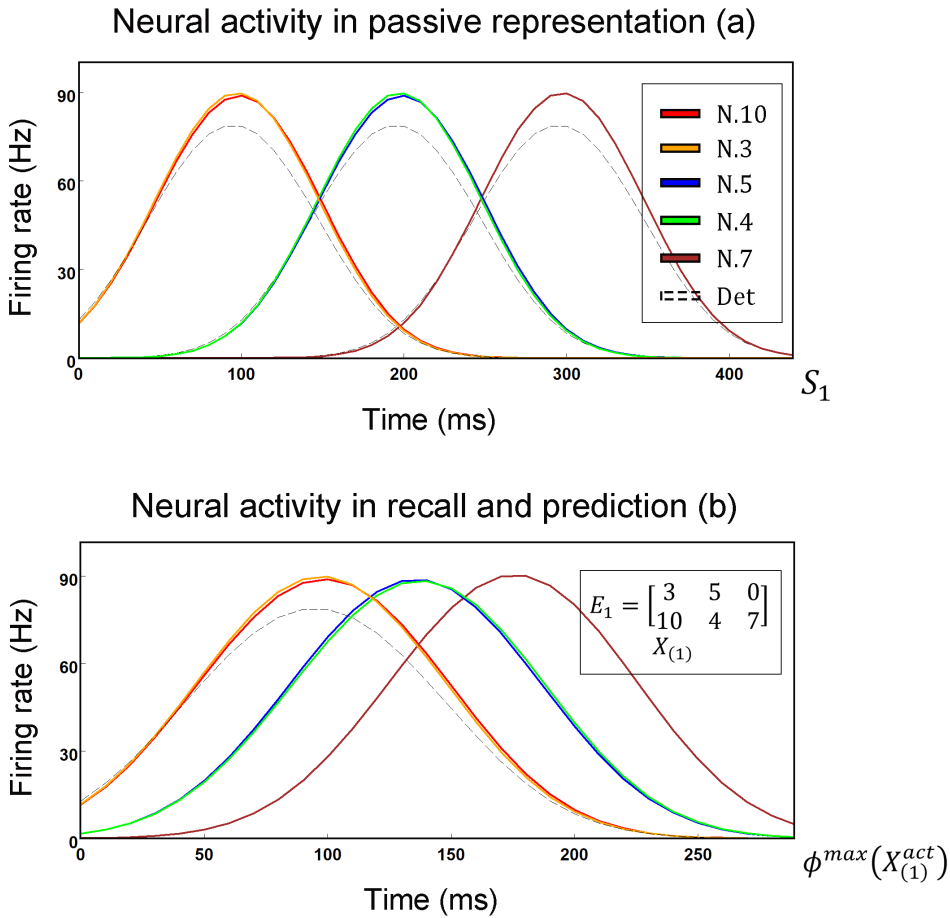 Neural activity in passive representation (a)
Firing rate (Hz)
90
60
30
0
N.10
N.3
N.5
N.4
N.7
Det
0 100 200 300 400
S₁
Time (ms)
Neural activity in recall and prediction (b)
Firing rate (Hz)
90
60
30
0
E₁ = [3 5 0
10 4 7]
X₍₁₎
0 50 100 150 200 250
ϕᵐᵃˣ(X₍₁₎ᵃᶜᵗ)
Time (ms)